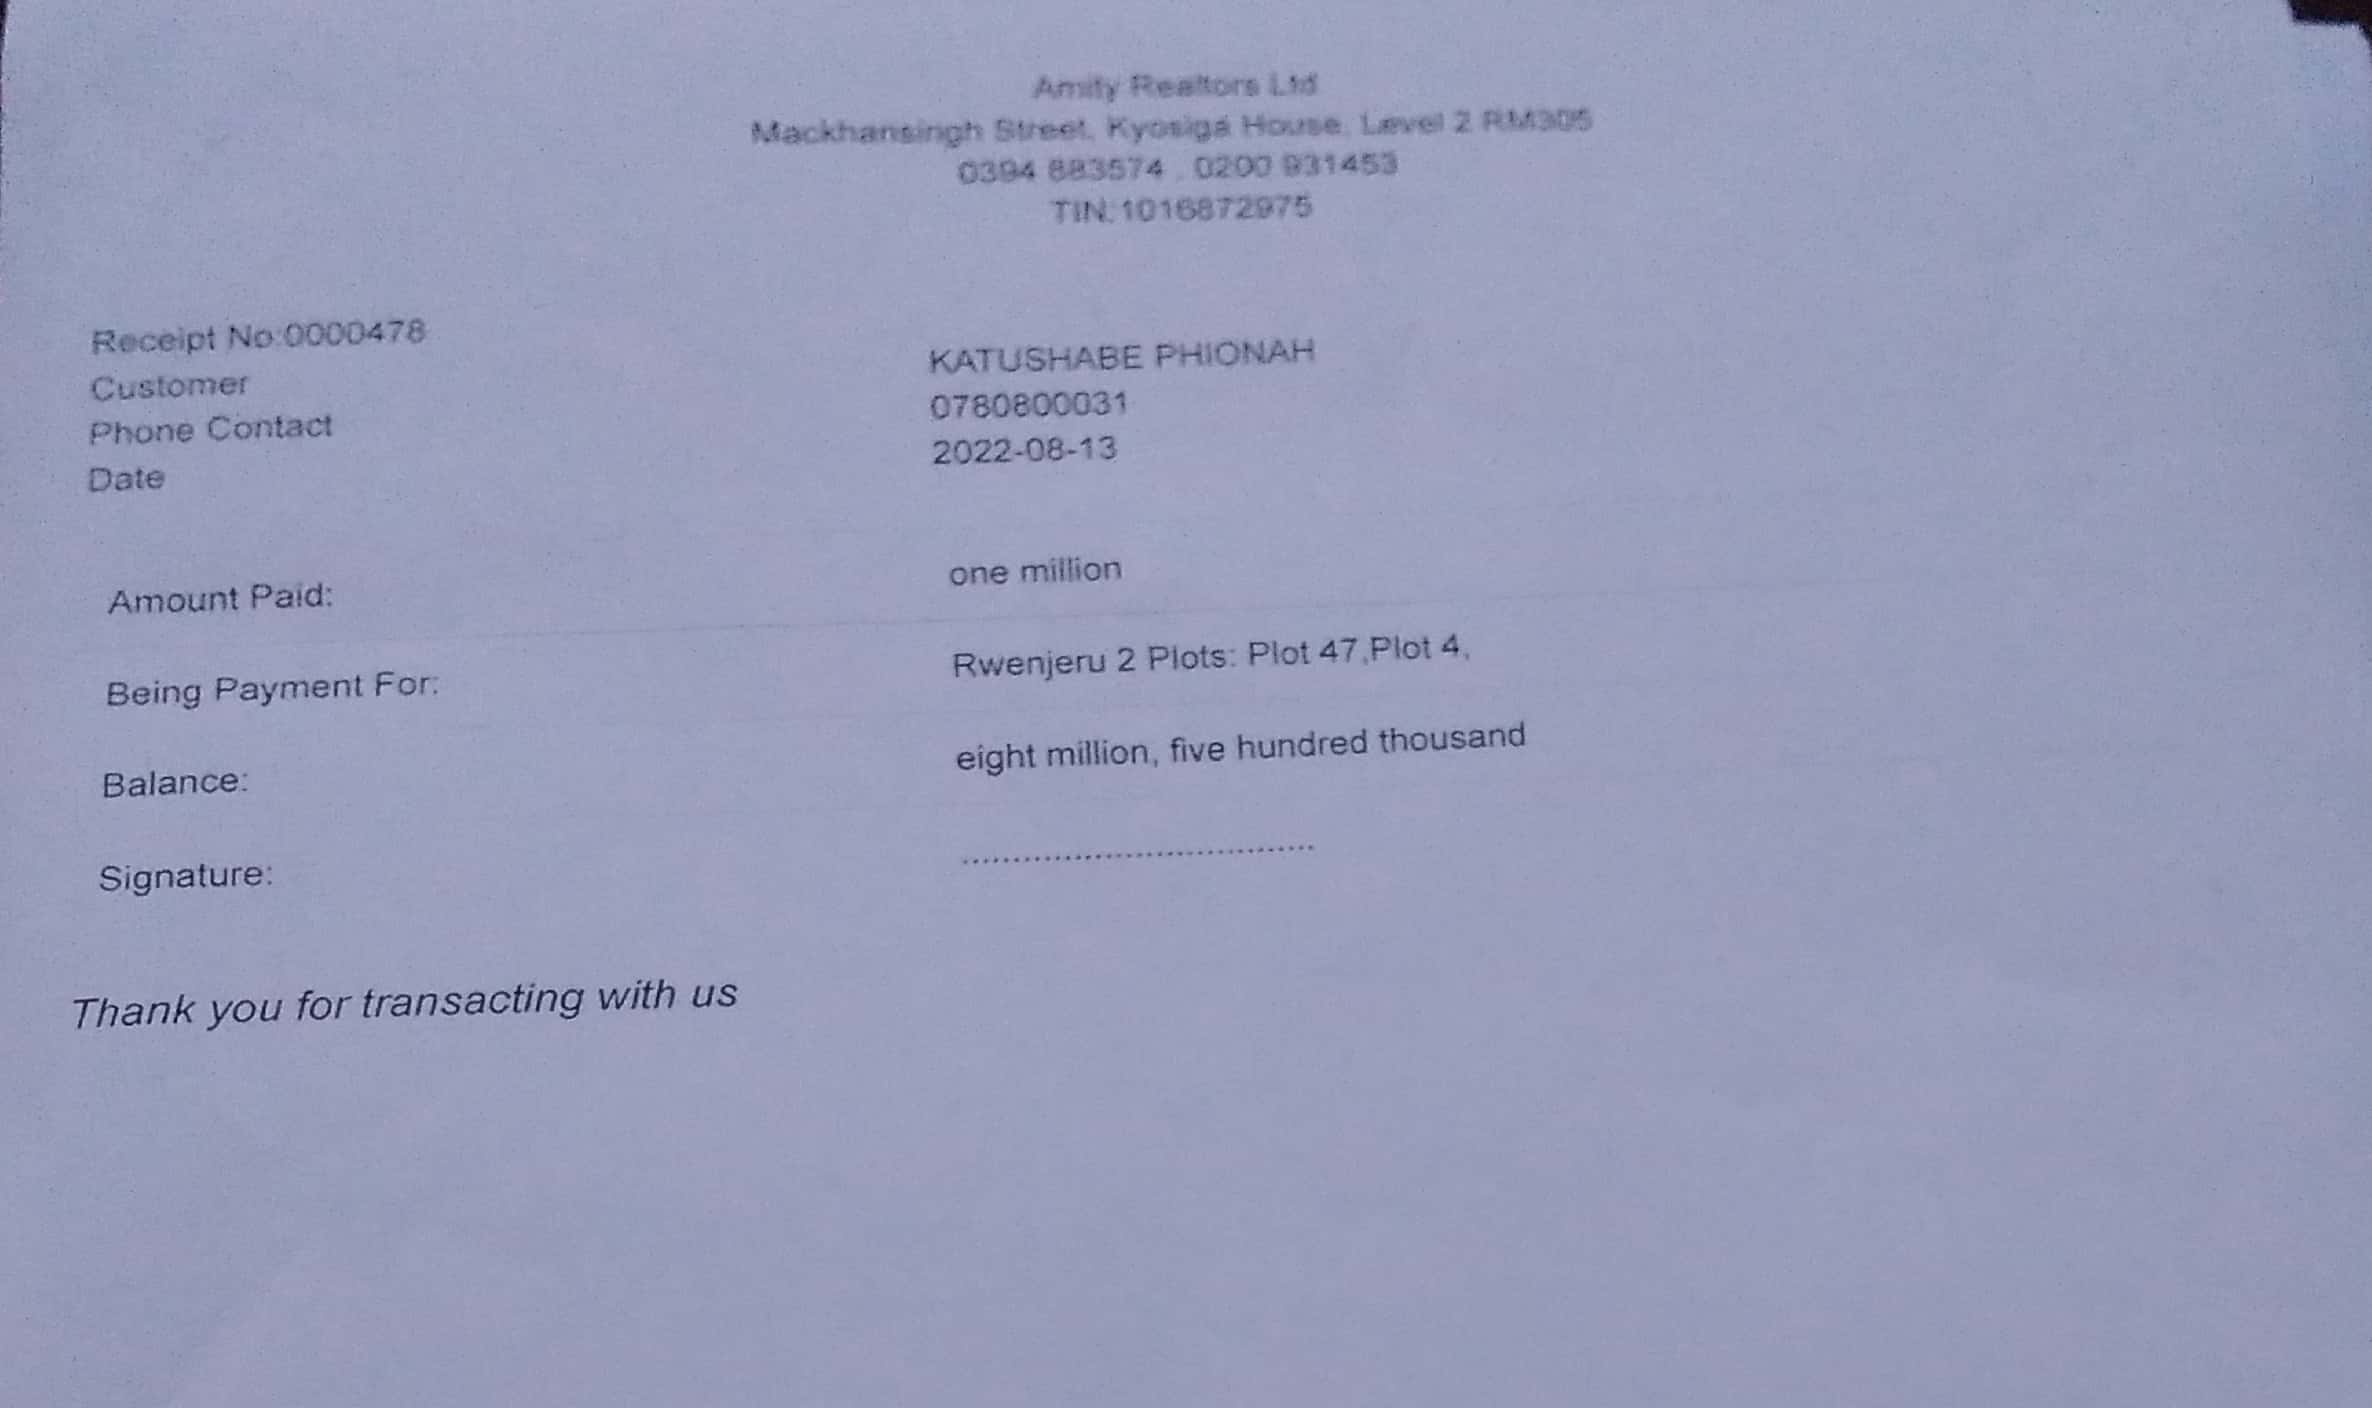 Amity Realtors Ltd
Mackhansingh Street, Kyosiga House, Level 2 RM305
0394 883574 , 0200 931453
TIN:1016872975
Receipt No:0000478
Customer KATUSHABE PHIONAH
Phone Contact 0780800031
Date 2022-08-13
Amount Paid: one million
Being Payment For: Rwenjeru 2 Plots: Plot 47,Plot 4,
Balance: eight million, five hundred thousand
Signature: ....................................
Thank you for transacting with us